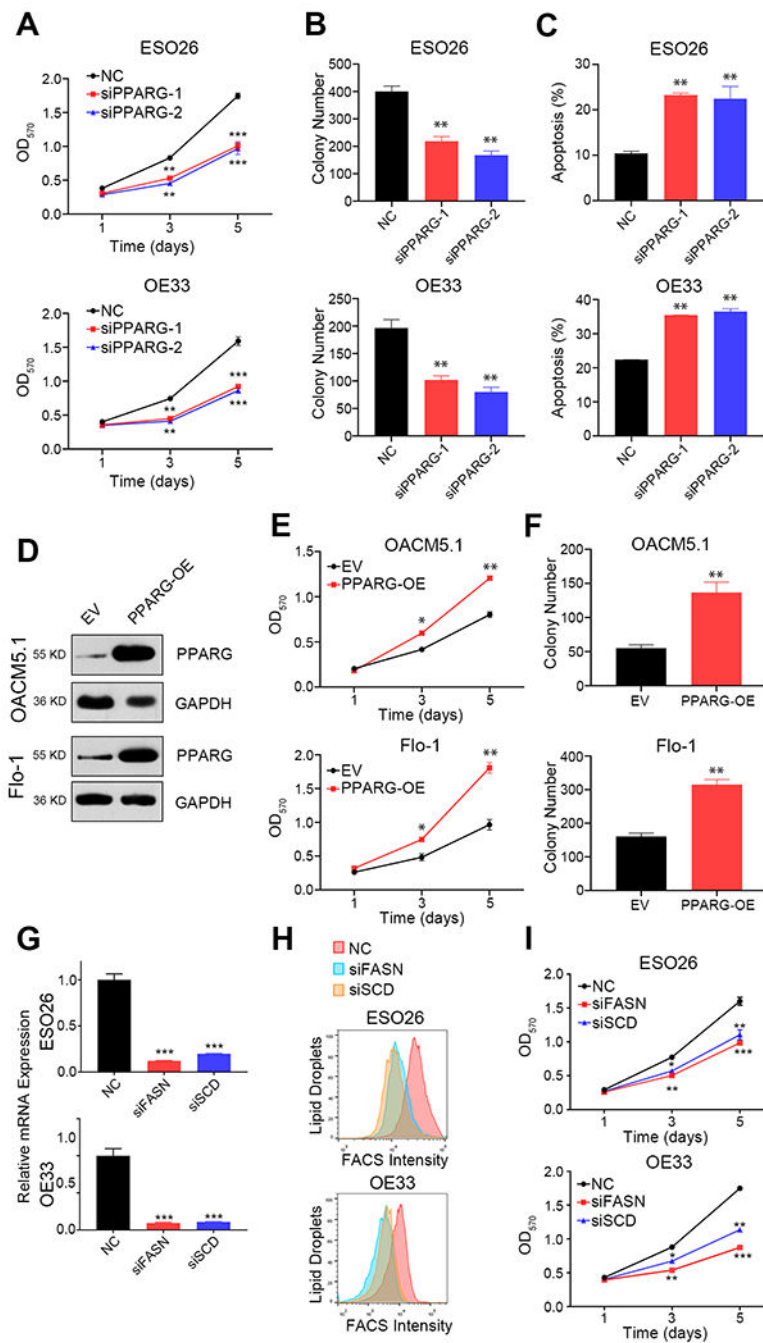 A
ESO26
NC
siPPARG-1
siPPARG-2
OD570
2.0
1.5
1.0
0.5
0.0
**
**
***
***
1
3
5
Time (days)
OE33
NC
siPPARG-1
siPPARG-2
OD570
2.0
1.5
1.0
0.5
0.0
**
**
***
***
1
3
5
Time (days)
B
ESO26
Colony Number
500
400
300
200
100
0
**
**
NC
siPPARG-1
siPPARG-2
OE33
Colony Number
250
200
150
100
50
0
**
**
NC
siPPARG-1
siPPARG-2
C
ESO26
Apoptosis (%)
30
20
10
0
**
**
NC
siPPARG-1
siPPARG-2
OE33
Apoptosis (%)
40
30
20
10
0
**
**
NC
siPPARG-1
siPPARG-2
D
EV
PPARG-OE
OACM5.1
55 KD
PPARG
36 KD
GAPDH
Flo-1
55 KD
PPARG
36 KD
GAPDH
E
OACM5.1
EV
PPARG-OE
OD570
1.5
1.0
0.5
0.0
*
**
1
3
5
Time (days)
Flo-1
EV
PPARG-OE
OD570
2.0
1.5
1.0
0.5
0.0
*
**
1
3
5
Time (days)
F
OACM5.1
Colony Number
200
150
100
50
0
**
EV
PPARG-OE
Flo-1
Colony Number
400
300
200
100
0
**
EV
PPARG-OE
G
Relative mRNA Expression
ESO26
1.0
0.5
0.0
***
***
NC
siFASN
siSCD
OE33
1.0
0.5
0.0
***
***
NC
siFASN
siSCD
H
NC
siFASN
siSCD
ESO26
Lipid Droplets
FACS Intensity
OE33
Lipid Droplets
FACS Intensity
I
ESO26
NC
siFASN
siSCD
OD570
2.0
1.5
1.0
0.5
0.0
*
**
**
***
1
3
5
Time (days)
OE33
NC
siFASN
siSCD
OD570
2.0
1.5
1.0
0.5
0.0
*
**
**
***
1
3
5
Time (days)